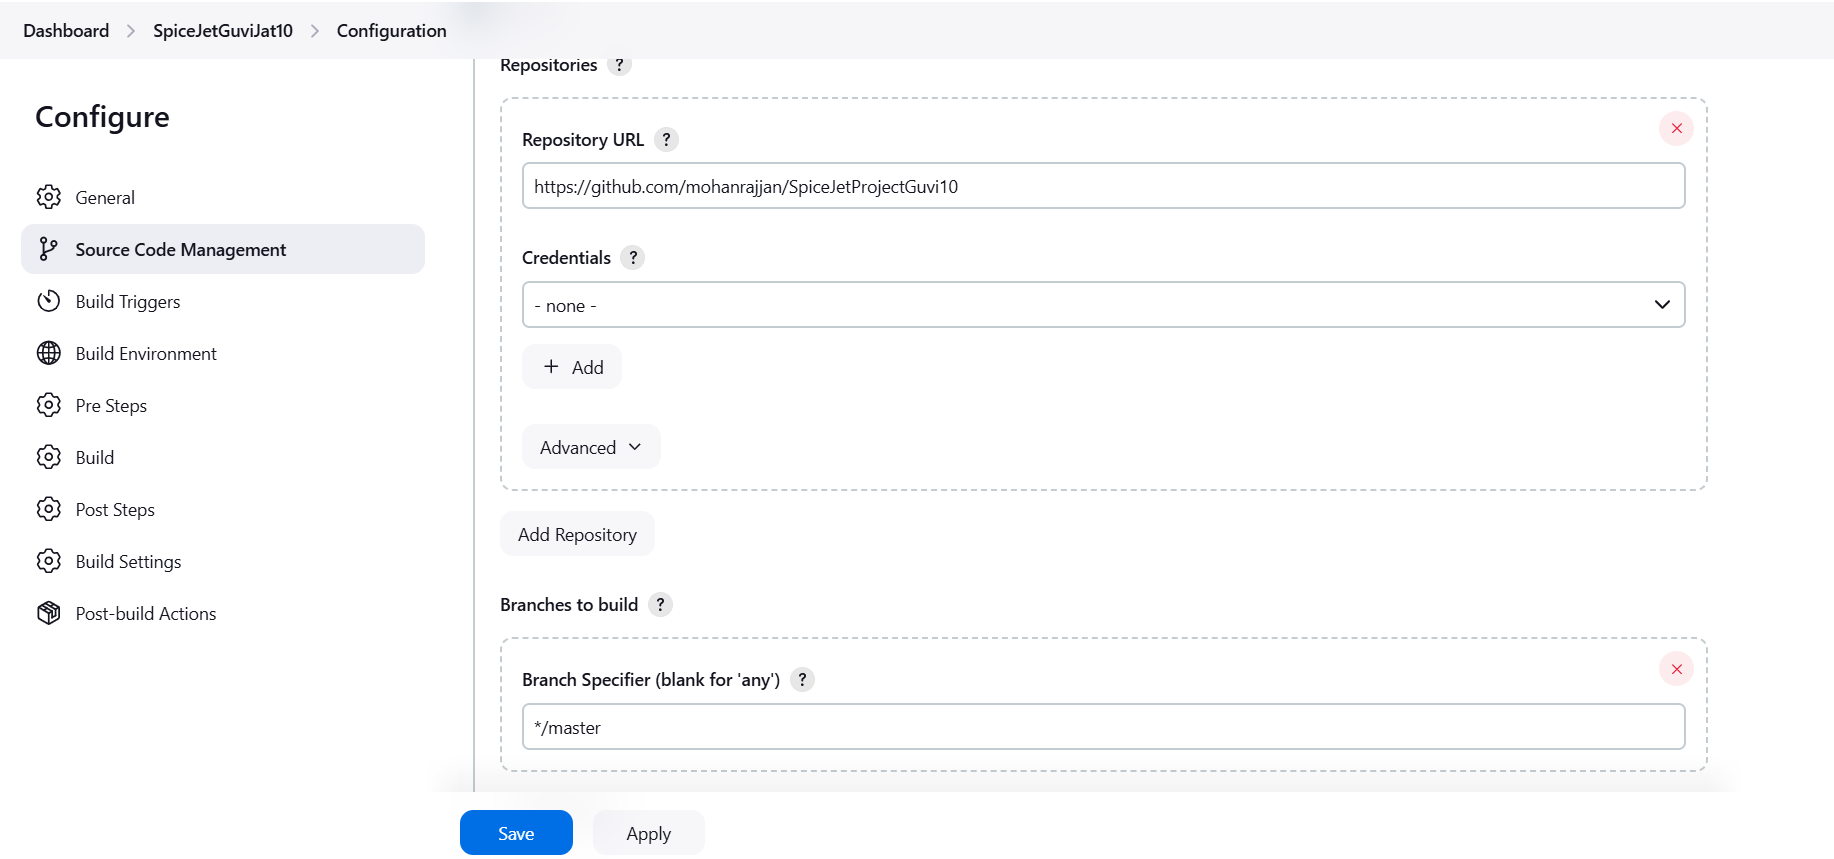 Dashboard > SpiceJetGuviJat10 > Configuration
Configure
General
Source Code Management
Build Triggers
Build Environment
Pre Steps
Build
Post Steps
Build Settings
Post-build Actions
Repositories ?
Repository URL ?
https://github.com/mohanrajjan/SpiceJetProjectGuvi10
Credentials ?
- none -
+ Add
Advanced
Add Repository
Branches to build ?
Branch Specifier (blank for 'any') ?
*/master
Save Apply